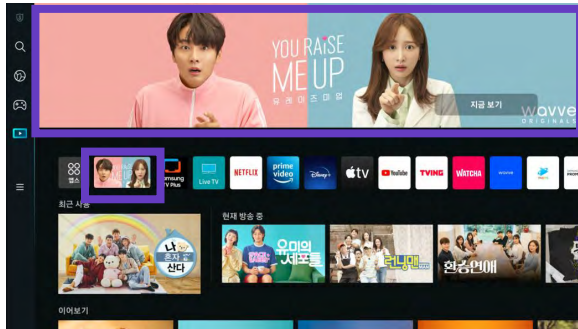 YOU RAiSE
ME UP
유 레 이 즈 미 업
지금 보기
wavve
ORIGINALS
앱스
Samsung
TV Plus
Live TV
NETFLIX
prime
video
Disney+
tv
YouTube
TVING
WATCHA
wavve
최근 사용
현재 방송 중
나
혼자
산다
유미의
세포들
런닝맨
환승연애
이어보기